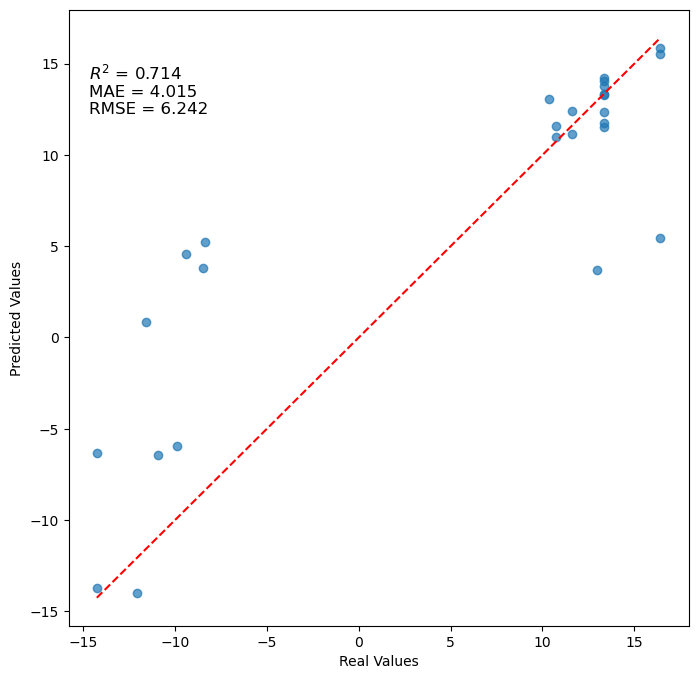 R² = 0.714
MAE = 4.015
RMSE = 6.242
15
10
5
0
−5
−10
−15
Predicted Values
−15 −10 −5 0 5 10 15
Real Values